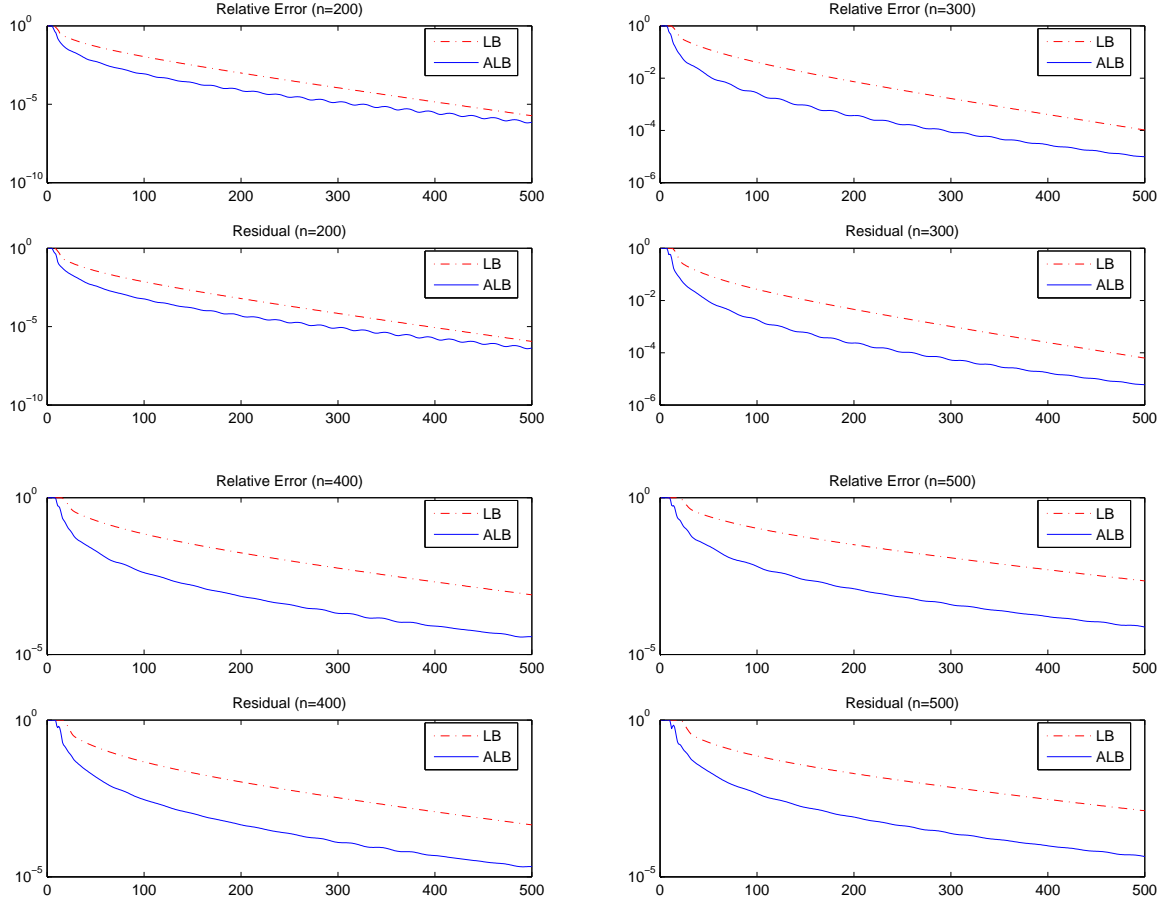 Relative Error (n=200)
10^0
10^-5
10^-10
0 100 200 300 400 500
LB
ALB
Relative Error (n=300)
10^0
10^-2
10^-4
10^-6
0 100 200 300 400 500
LB
ALB
Residual (n=200)
10^0
10^-5
10^-10
0 100 200 300 400 500
LB
ALB
Residual (n=300)
10^0
10^-2
10^-4
10^-6
0 100 200 300 400 500
LB
ALB
Relative Error (n=400)
10^0
10^-5
0 100 200 300 400 500
LB
ALB
Relative Error (n=500)
10^0
10^-5
0 100 200 300 400 500
LB
ALB
Residual (n=400)
10^0
10^-5
0 100 200 300 400 500
LB
ALB
Residual (n=500)
10^0
10^-5
0 100 200 300 400 500
LB
ALB